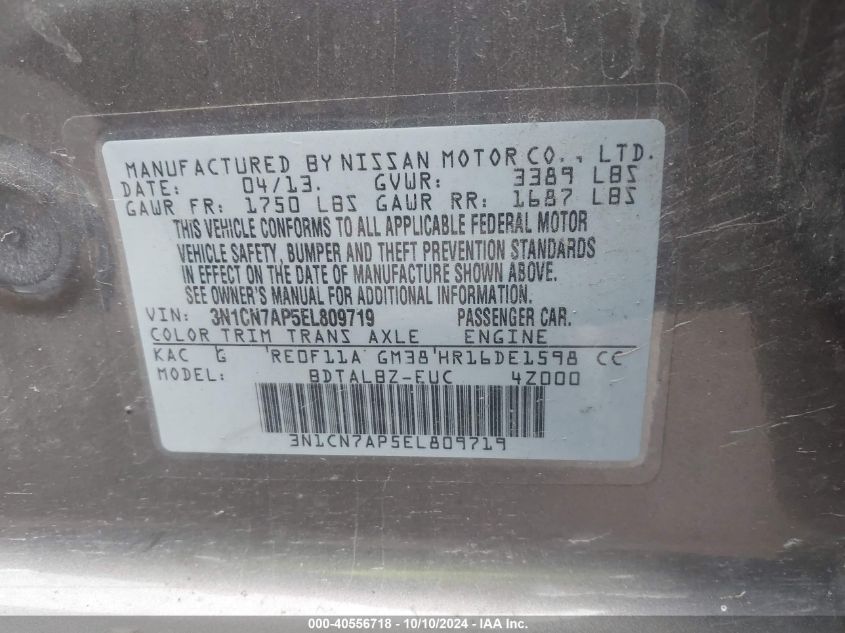 MANUFACTURED BY NISSAN MOTOR CO., LTD.
DATE: 04/13. GVWR: 3389 LBS
GAWR FR: 1750 LBS GAWR RR: 1687 LBS
THIS VEHICLE CONFORMS TO ALL APPLICABLE FEDERAL MOTOR
VEHICLE SAFETY, BUMPER AND THEFT PREVENTION STANDARDS
IN EFFECT ON THE DATE OF MANUFACTURE SHOWN ABOVE.
SEE OWNER'S MANUAL FOR ADDITIONAL INFORMATION.
VIN: 3N1CN7AP5EL809719 PASSENGER CAR.
COLOR TRIM TRANS AXLE ENGINE
KAC G RE0F11A GM38 HR16DE1598 CC
MODEL: BDTALBZ-EUC 4Z000
3N1CN7AP5EL809719
000-40556718 - 10/10/2024 - IAA Inc.